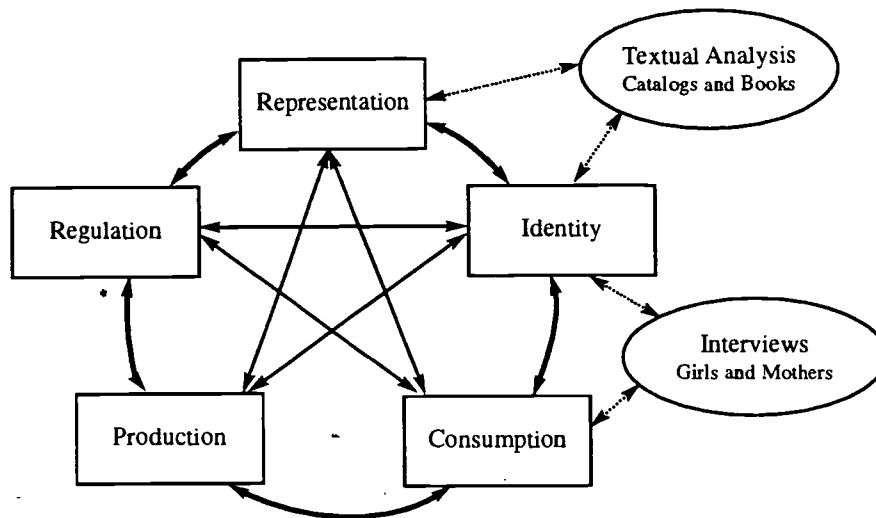 Textual Analysis
Catalogs and Books
Representation
Regulation
Identity
Interviews
Girls and Mothers
Production
Consumption